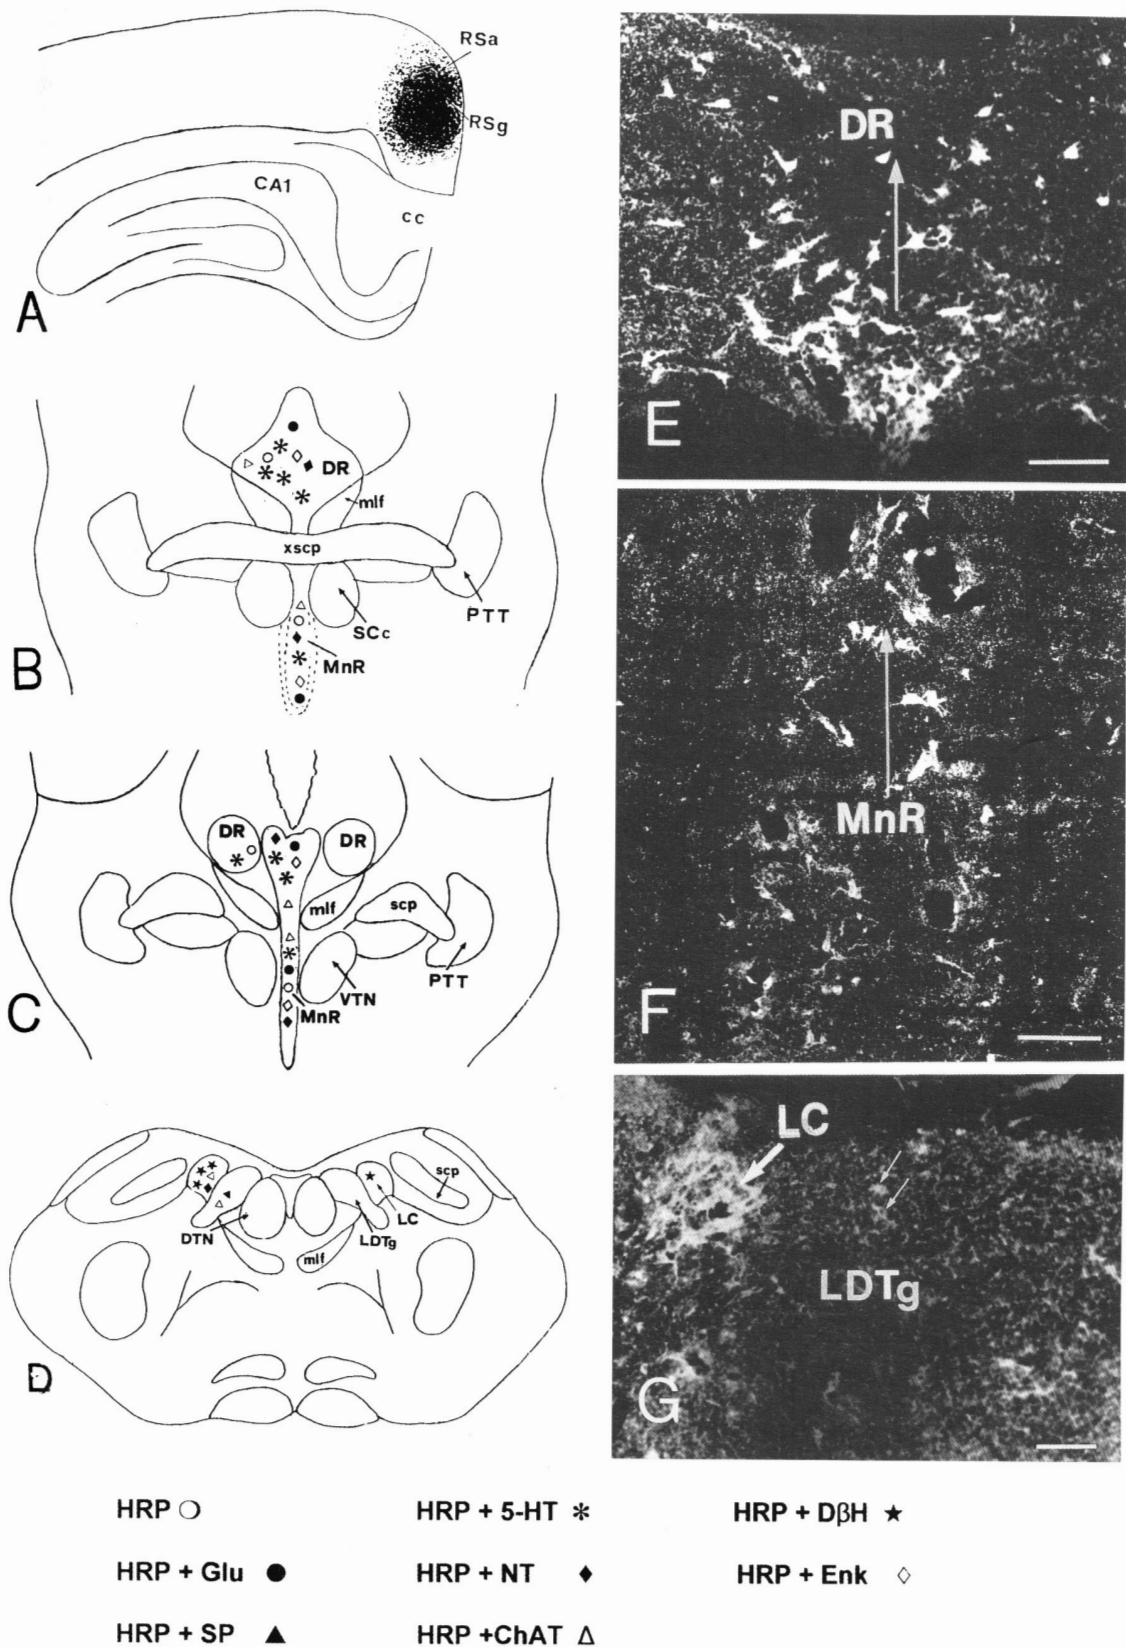 RSa
RSg
CA1
cc
A
DR
mlf
xscp
PTT
SCc
MnR
B
DR
DR
mlf
scp
PTT
VTN
MnR
C
scp
LC
LDTg
DTN
mlf
D
DR
E
MnR
F
LC
LDTg
G
HRP ○ HRP + 5-HT * HRP + DβH ★
HRP + Glu ● HRP + NT ♦ HRP + Enk ◇
HRP + SP ▲ HRP +ChAT △